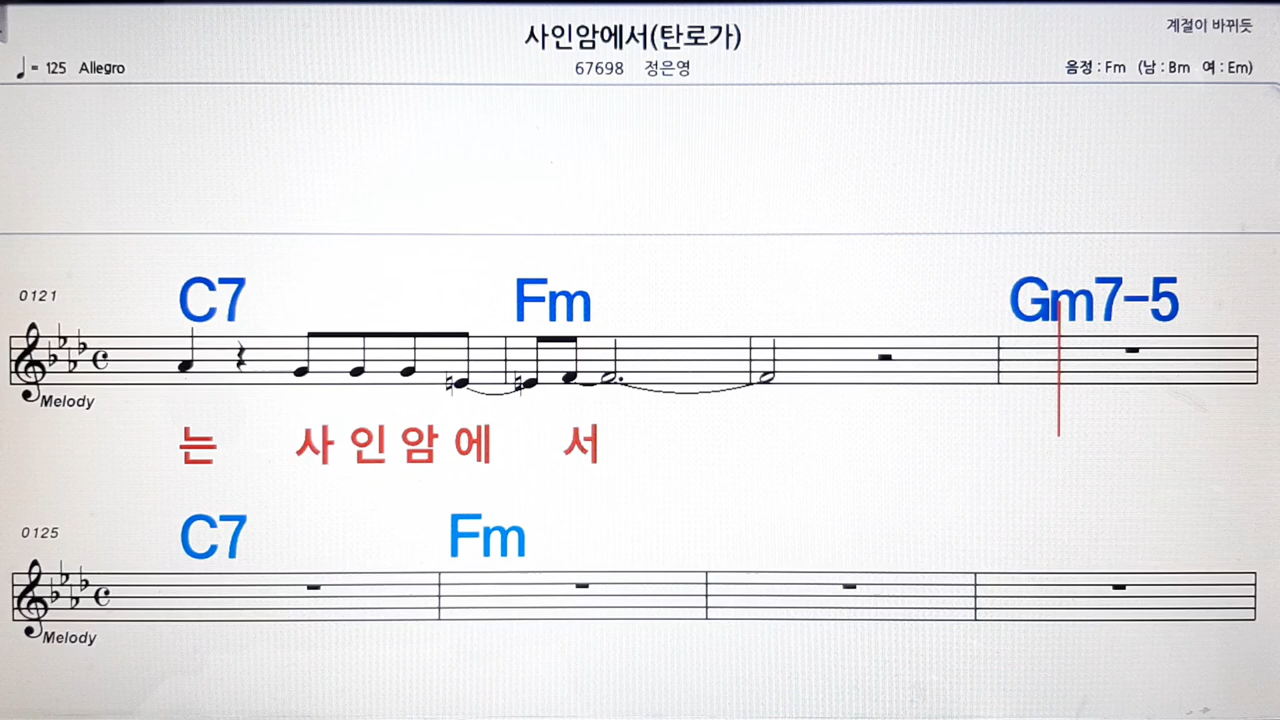 사인암에서(탄로가)
계절이 바뀌듯
♩= 125 Allegro
67698 정은영
음정 : Fm (남 : Bm 여 : Em)
0121
C7 Fm Gm7-5
Melody
는 사 인 암 에 서
0125
C7 Fm
Melody